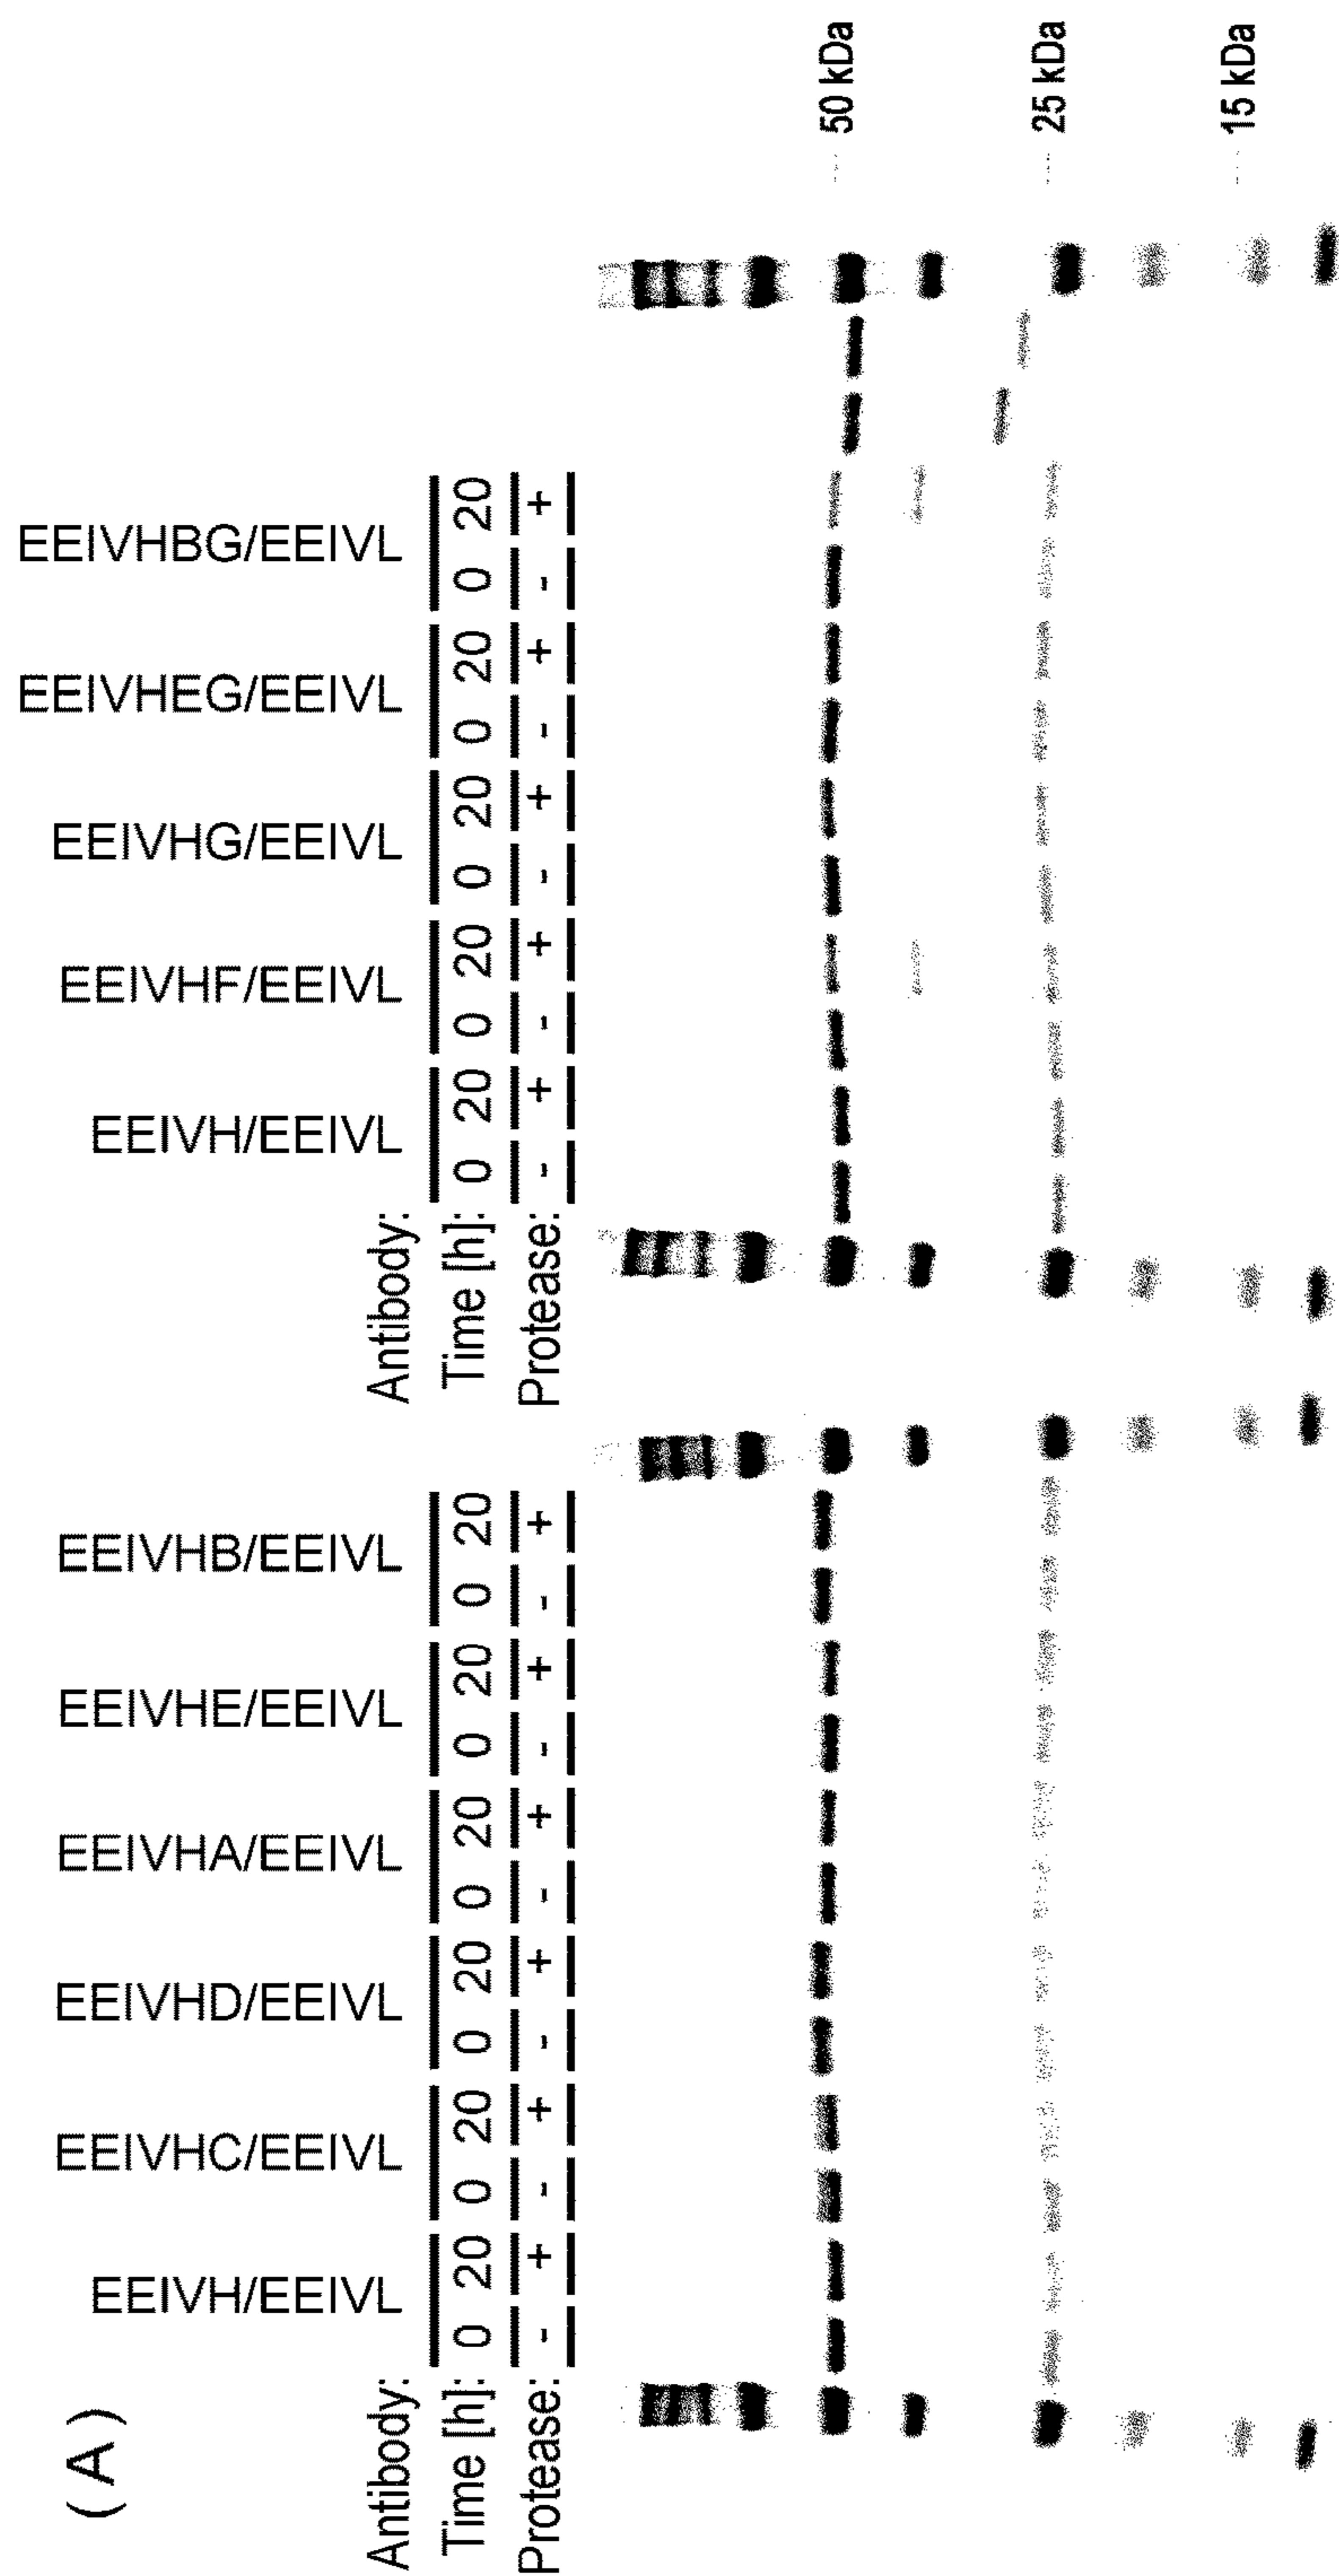 ( A )
Antibody: EEIVH/EEIVL EEIVHC/EEIVL EEIVHD/EEIVL EEIVHA/EEIVL EEIVHE/EEIVL EEIVHB/EEIVL
Time [h]: 0 20 0 20 0 20 0 20 0 20 0 20
Protease: - + - + - + - + - + - +
Antibody: EEIVH/EEIVL EEIVHF/EEIVL EEIVHG/EEIVL EEIVHEG/EEIVL EEIVHBG/EEIVL
Time [h]: 0 20 0 20 0 20 0 20 0 20
Protease: - + - + - + - + - +
50 kDa
25 kDa
15 kDa